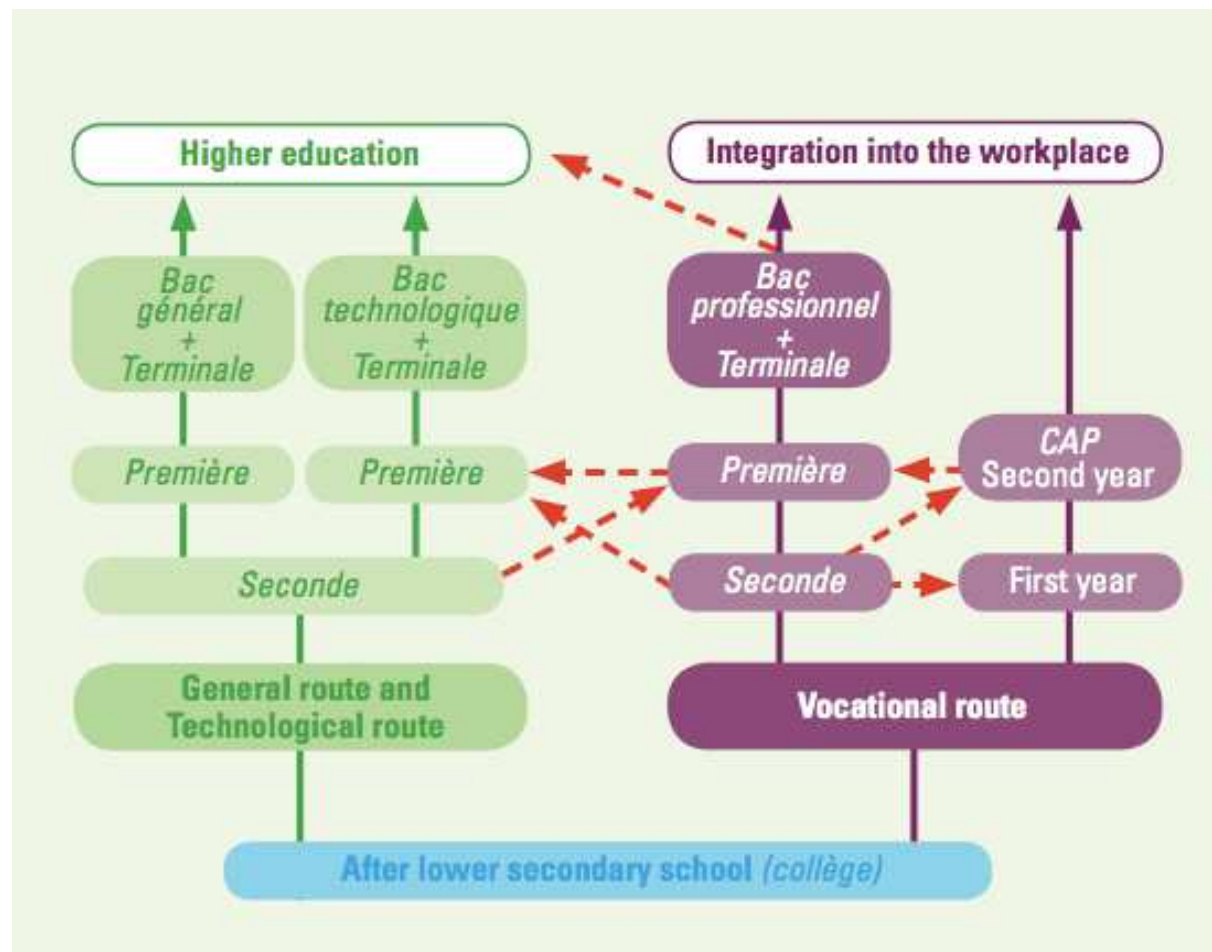 Higher education
Integration into the workplace
Bac
général
+
Terminale
Bac
technologique
+
Terminale
Bac
professionnel
+
Terminale
Première
Première
Première
CAP
Second year
Seconde
Seconde
First year
General route and
Technological route
Vocational route
After lower secondary school (collège)